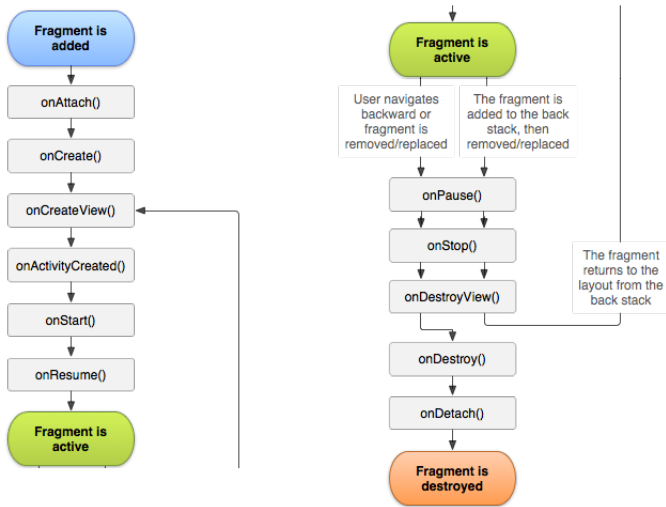 Fragment is
added
onAttach()
onCreate()
onCreateView()
onActivityCreated()
onStart()
onResume()
Fragment is
active
Fragment is
active
User navigates
backward or
fragment is
removed/replaced
The fragment is
added to the back
stack, then
removed/replaced
onPause()
onStop()
onDestroyView()
The fragment
returns to the
layout from the
back stack
onDestroy()
onDetach()
Fragment is
destroyed